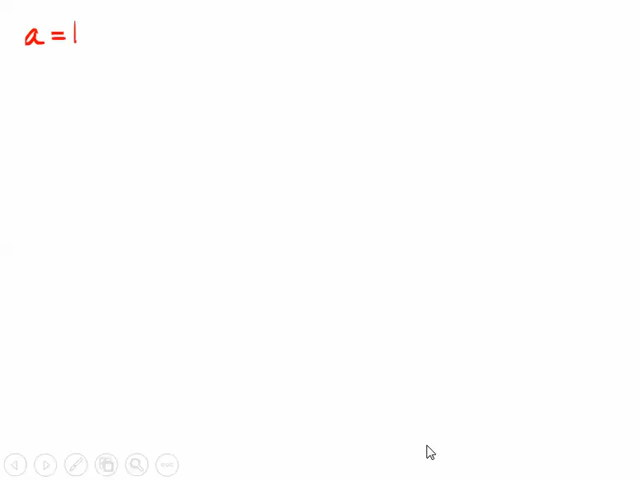 a = 1